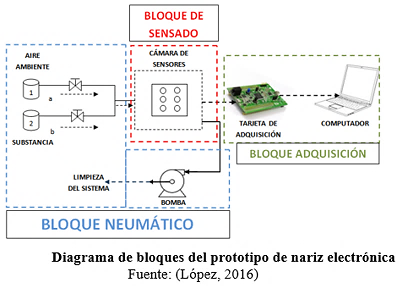 BLOQUE DE
SENSADO
AIRE
AMBIENTE
1
a
2
b
SUBSTANCIA
CÁMARA DE
SENSORES
TARJETA DE
ADQUISICIÓN
COMPUTADOR
BLOQUE ADQUISICIÓN
LIMPIEZA
DEL SISTEMA
BOMBA
BLOQUE NEUMÁTICO
Diagrama de bloques del prototipo de nariz electrónica
Fuente: (López, 2016)